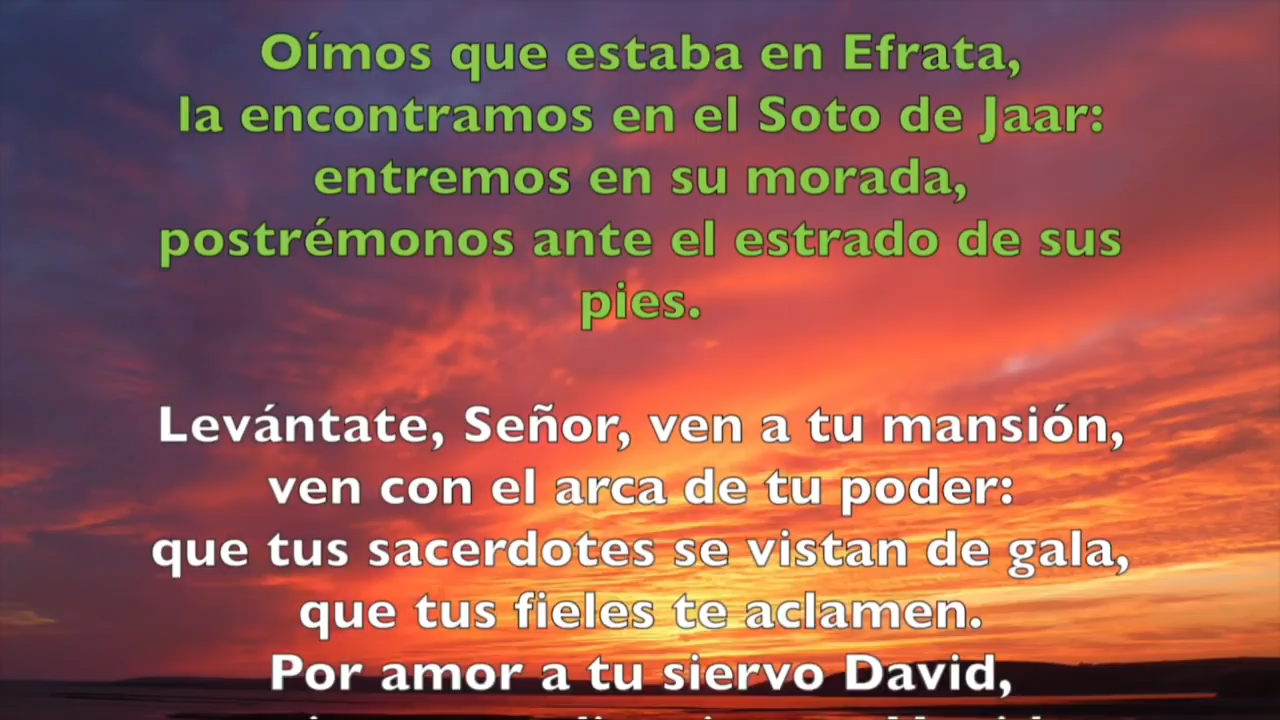 Oímos que estaba en Efrata,
la encontramos en el Soto de Jaar:
entremos en su morada,
postrémonos ante el estrado de sus
pies.
Levántate, Señor, ven a tu mansión,
ven con el arca de tu poder:
que tus sacerdotes se vistan de gala,
que tus fieles te aclamen.
Por amor a tu siervo David,